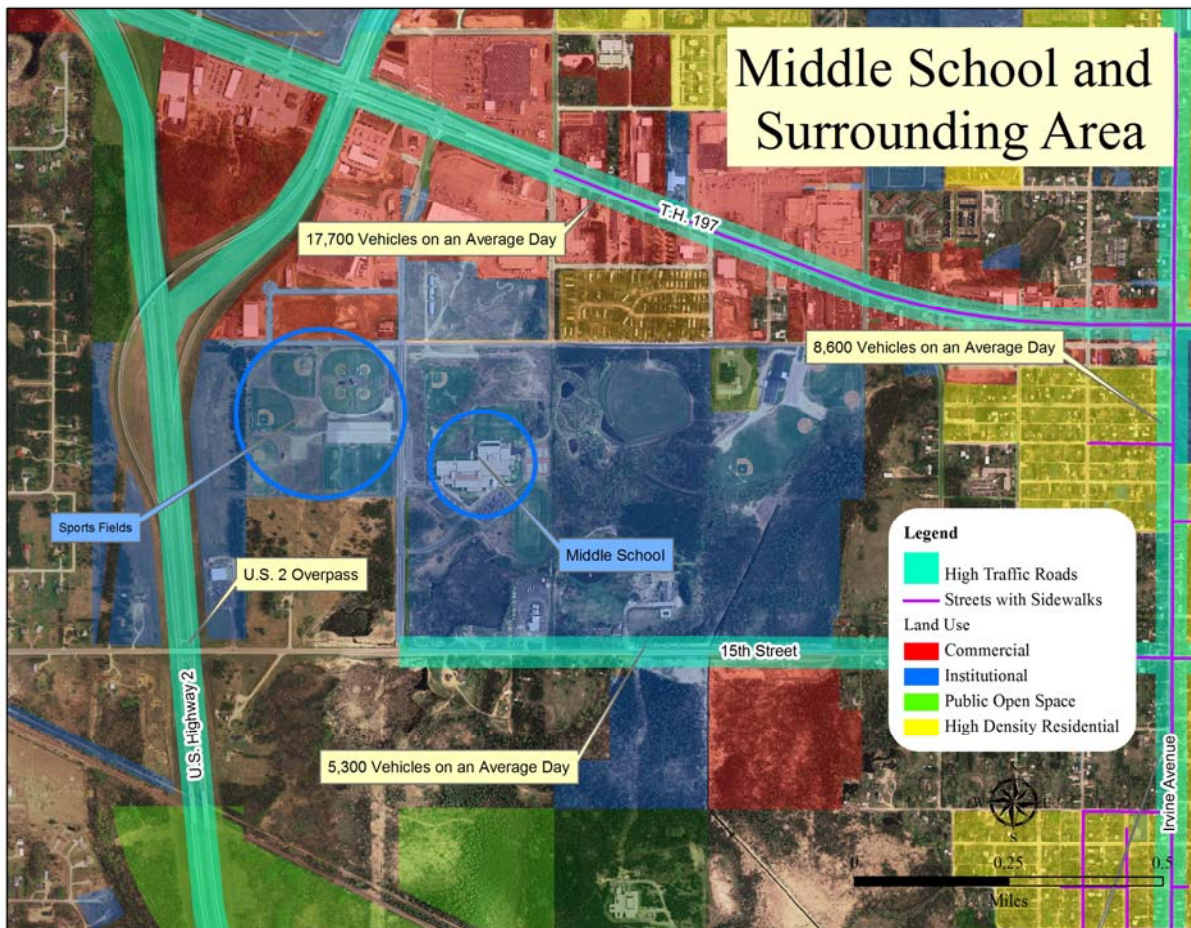 Middle School and
Surrounding Area
17,700 Vehicles on an Average Day
T.H. 197
8,600 Vehicles on an Average Day
Sports Fields
Middle School
U.S. 2 Overpass
15th Street
U.S. Highway 2
5,300 Vehicles on an Average Day
Irvine Avenue
Legend
High Traffic Roads
Streets with Sidewalks
Land Use
Commercial
Institutional
Public Open Space
High Density Residential
S
0
0.25
0.5
Miles